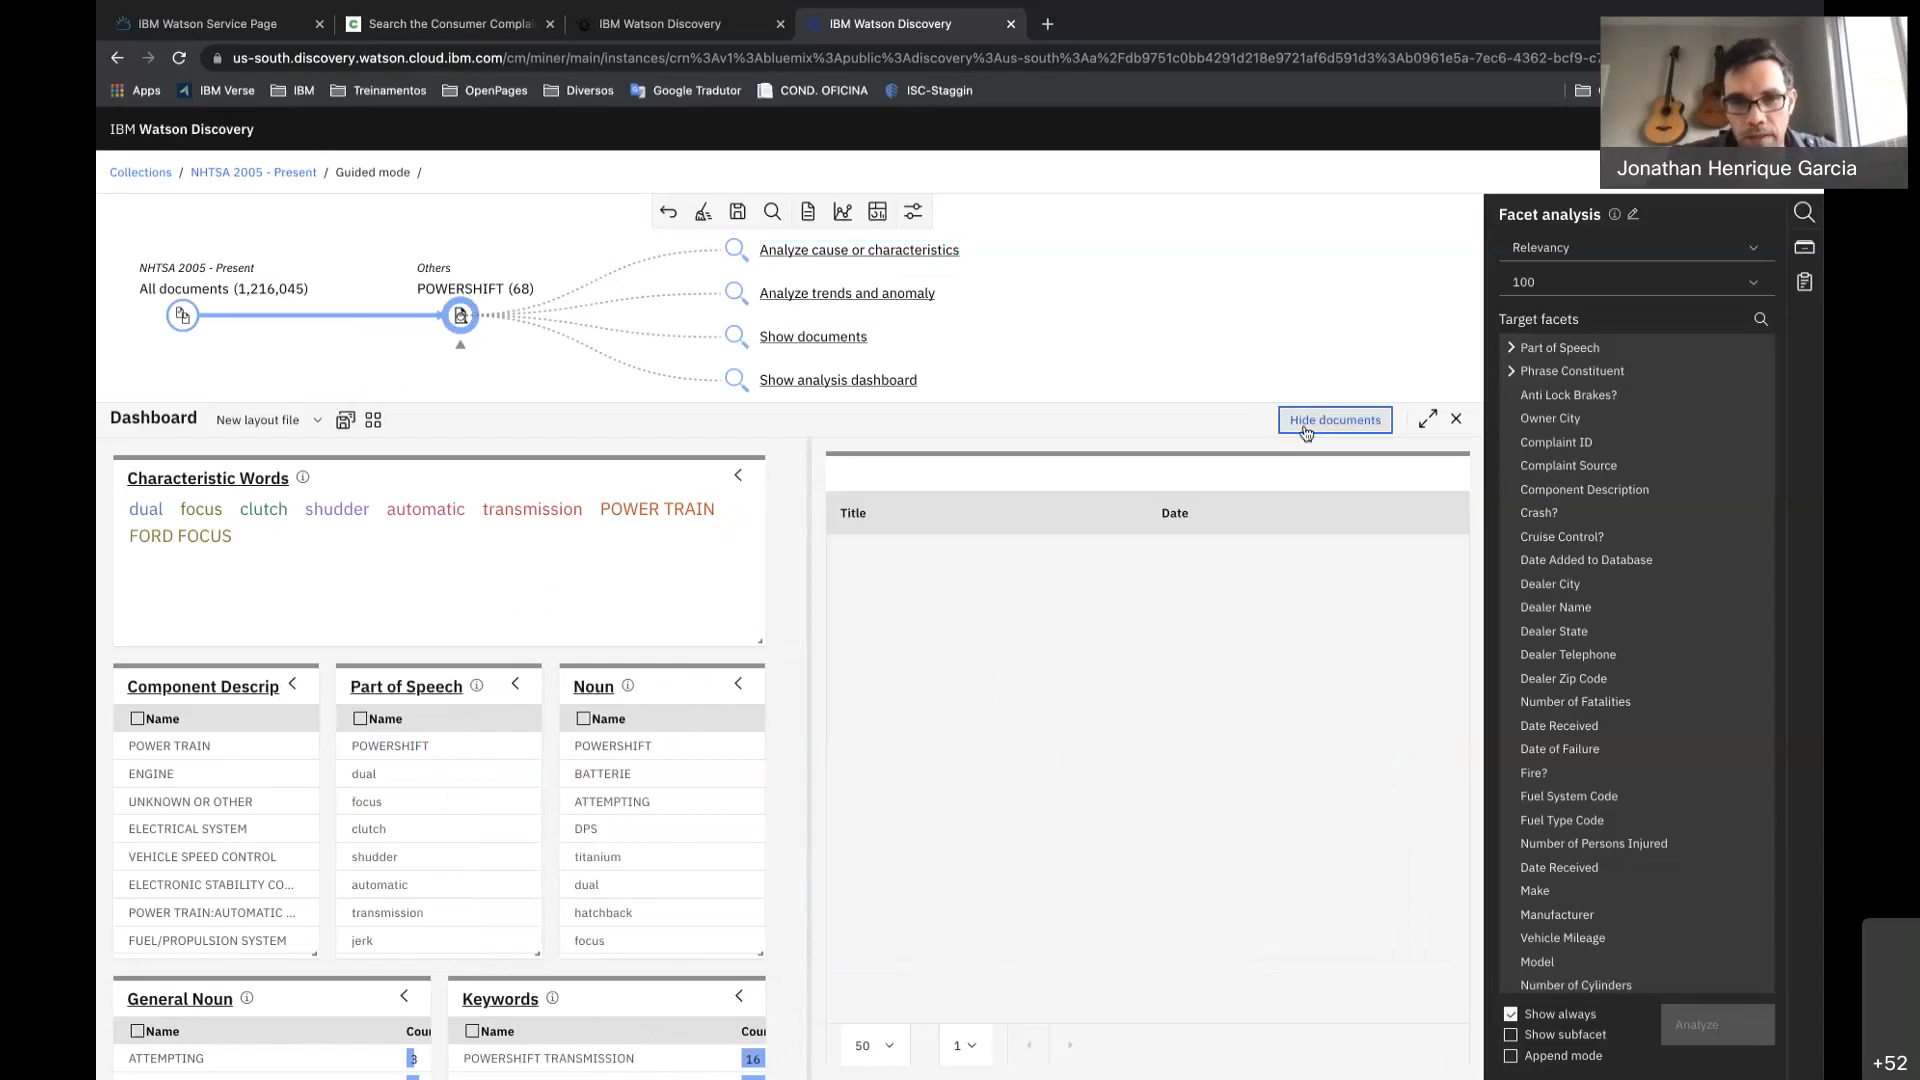 IBM Watson Service Page
Search the Consumer Complai
IBM Watson Discovery
IBM Watson Discovery
us-south.discovery.watson.cloud.ibm.com/cm/miner/main/instances/crn%3Av1%3Abluemix%3Apublic%3Adiscovery%3Aus-south%3Aa%2Fdb9751c0bb4291d218e9721af6d591d3%3Ab0961e5a-7ec6-4362-bcf9-c7
Apps
IBM Verse
IBM
Treinamentos
OpenPages
Diversos
Google Tradutor
COND. OFICINA
ISC-Staggin
IBM Watson Discovery
Jonathan Henrique Garcia
Collections / NHTSA 2005 - Present / Guided mode /
NHTSA 2005 - Present
All documents (1,216,045)
Others
POWERSHIFT (68)
Analyze cause or characteristics
Analyze trends and anomaly
Show documents
Show analysis dashboard
Dashboard
New layout file
Hide documents
Characteristic Words
dual focus clutch shudder automatic transmission POWER TRAIN
FORD FOCUS
Title
Date
Component Descrip
Name
POWER TRAIN
ENGINE
UNKNOWN OR OTHER
ELECTRICAL SYSTEM
VEHICLE SPEED CONTROL
ELECTRONIC STABILITY CO...
POWER TRAIN:AUTOMATIC ...
FUEL/PROPULSION SYSTEM
Part of Speech
Name
POWERSHIFT
dual
focus
clutch
shudder
automatic
transmission
jerk
Noun
Name
POWERSHIFT
BATTERIE
ATTEMPTING
DPS
titanium
dual
hatchback
focus
General Noun
Name
Cour
ATTEMPTING
3
Keywords
Name
Cour
POWERSHIFT TRANSMISSION
16
50
1
Facet analysis
Relevancy
100
Target facets
Part of Speech
Phrase Constituent
Anti Lock Brakes?
Owner City
Complaint ID
Complaint Source
Component Description
Crash?
Cruise Control?
Date Added to Database
Dealer City
Dealer Name
Dealer State
Dealer Telephone
Dealer Zip Code
Number of Fatalities
Date Received
Date of Failure
Fire?
Fuel System Code
Fuel Type Code
Number of Persons Injured
Date Received
Make
Manufacturer
Vehicle Mileage
Model
Number of Cylinders
Show always
Show subfacet
Append mode
Analyze
+52